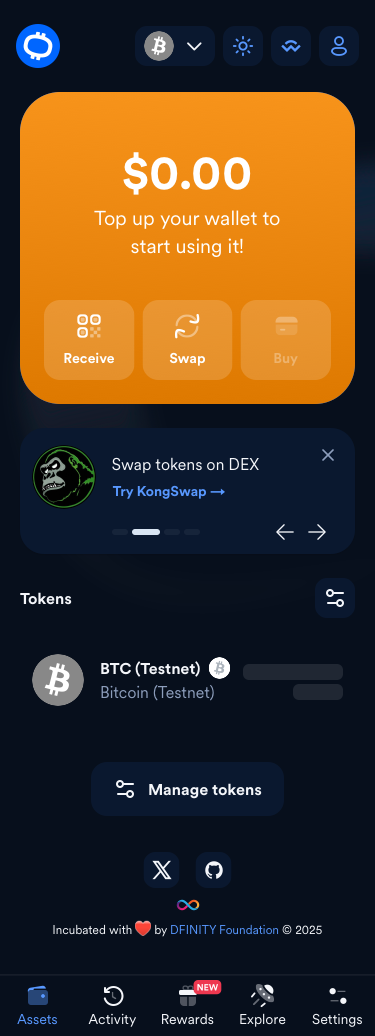 $0.00
Top up your wallet to
start using it!
Receive
Swap
Buy
Swap tokens on DEX
Try KongSwap →
Tokens
BTC (Testnet)
Bitcoin (Testnet)
Manage tokens
Incubated with ❤️ by DFINITY Foundation © 2025
NEW
Assets
Activity
Rewards
Explore
Settings